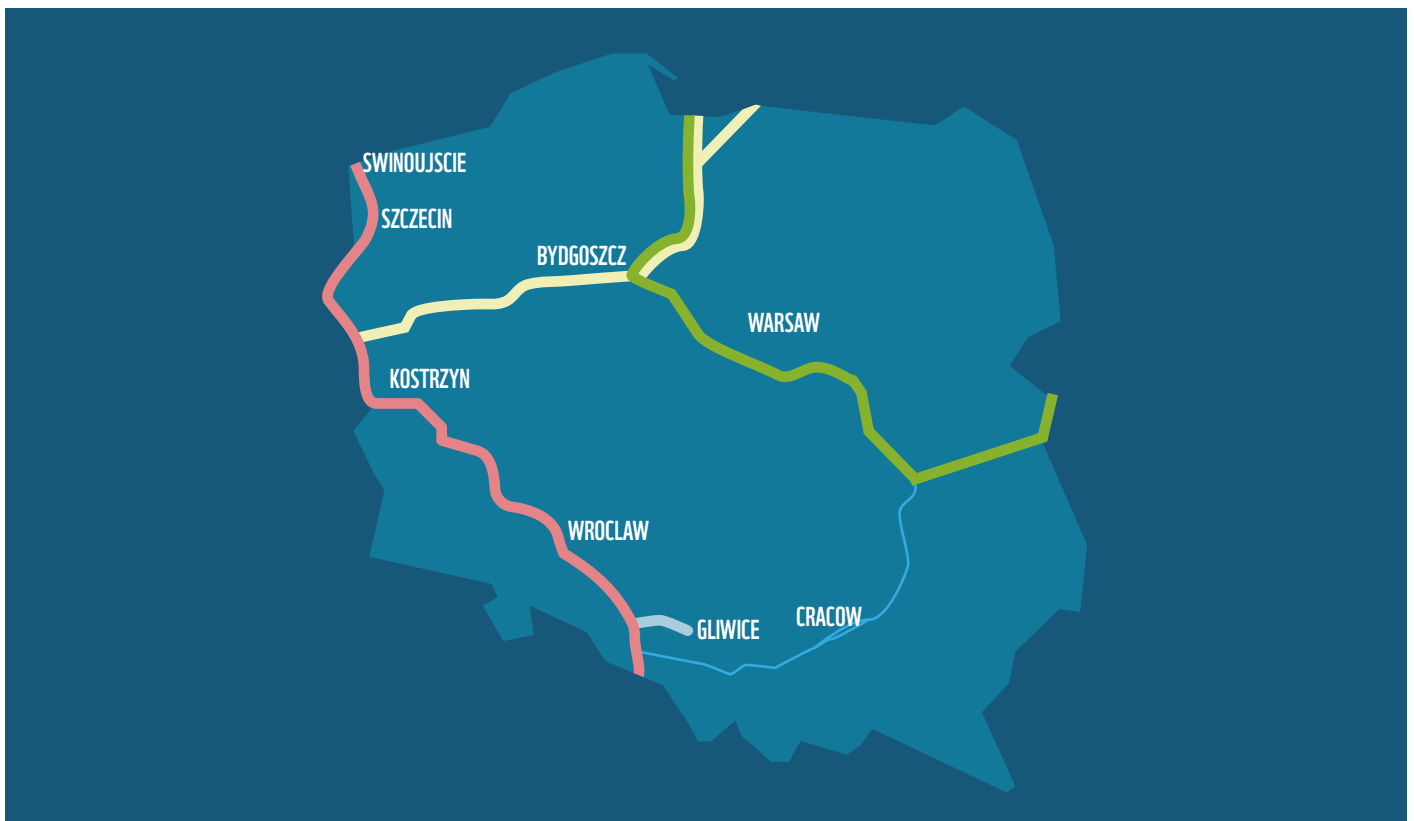 SWINOUJSCIE
SZCZECIN
BYDGOSZCZ
WARSAW
KOSTRZYN
WROCLAW
CRACOW
GLIWICE